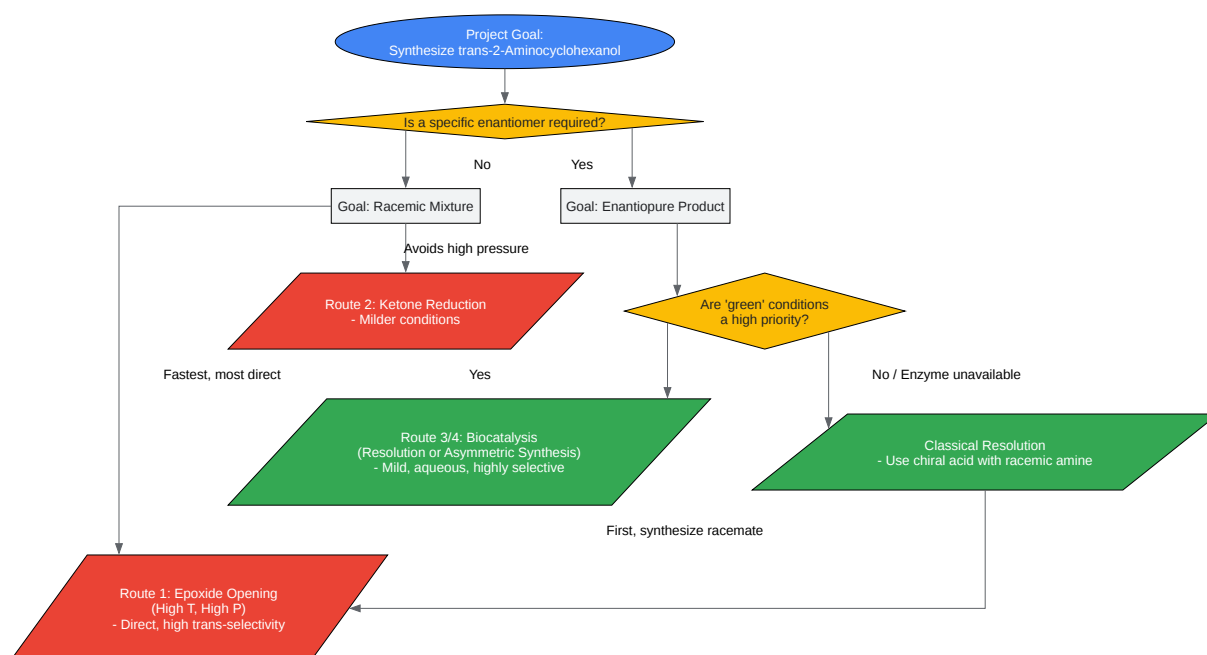 Project Goal:
Synthesize trans-2-Aminocyclohexanol
Is a specific enantiomer required?
No
Yes
Goal: Racemic Mixture
Goal: Enantiopure Product
Avoids high pressure
Route 2: Ketone Reduction
- Milder conditions
Are 'green' conditions
a high priority?
Fastest, most direct
Yes
No / Enzyme unavailable
Route 3/4: Biocatalysis
(Resolution or Asymmetric Synthesis)
- Mild, aqueous, highly selective
Classical Resolution
- Use chiral acid with racemic amine
First, synthesize racemate
Route 1: Epoxide Opening
(High T, High P)
- Direct, high trans-selectivity